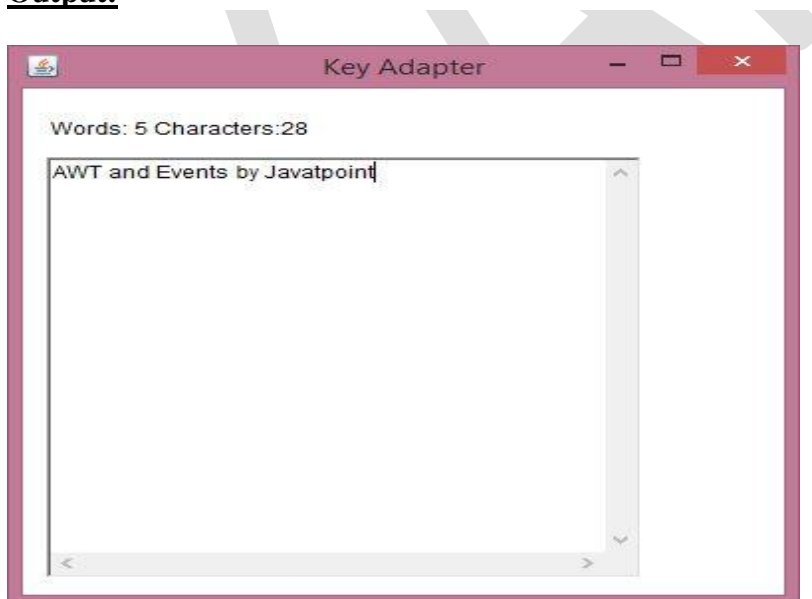 Output:
Key Adapter
Words: 5 Characters:28
AWT and Events by Javatpoint